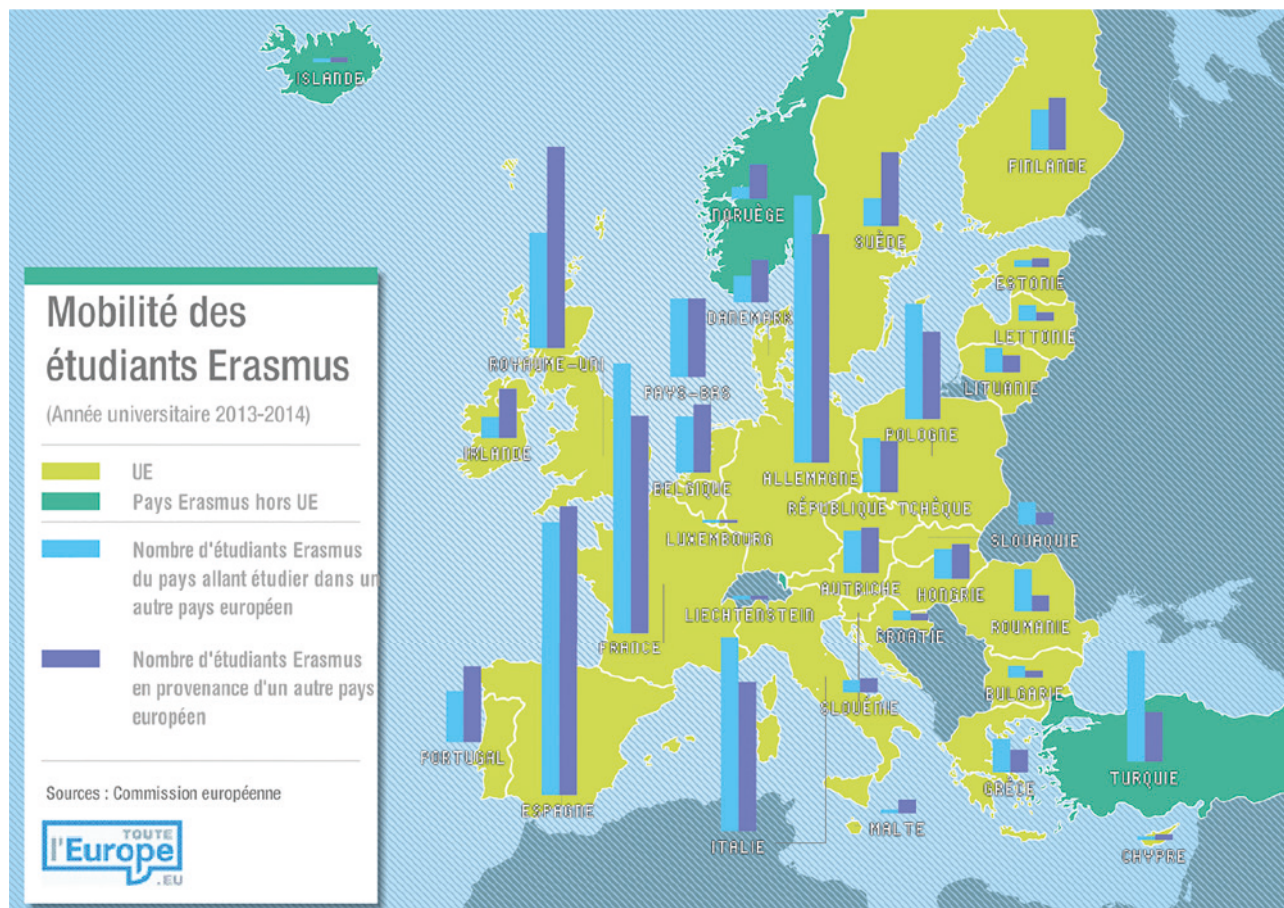 Mobilité des
étudiants Erasmus
(Année universitaire 2013-2014)
UE
Pays Erasmus hors UE
Nombre d'étudiants Erasmus
du pays allant étudier dans un
autre pays européen
Nombre d'étudiants Erasmus
en provenance d'un autre pays
européen
Sources : Commission européenne
TOUTE
l'Europe
.EU
ISLANDE
FINLANDE
NORVÈGE
SUÈDE
ESTONIE
DANEMARK
LETTONIE
ROYAUME-UNI
LITUANIE
PAYS-BAS
POLOGNE
IRLANDE
BELGIQUE
ALLEMAGNE
RÉPUBLIQUE TCHÈQUE
LUXEMBOURG
SLOVAQUIE
AUTRICHE
HONGRIE
LIECHTENSTEIN
ROUMANIE
CROATIE
FRANCE
BULGARIE
SLOVÉNIE
PORTUGAL
TURQUIE
GRÈCE
ESPAGNE
MALTE
ITALIE
CHYPRE